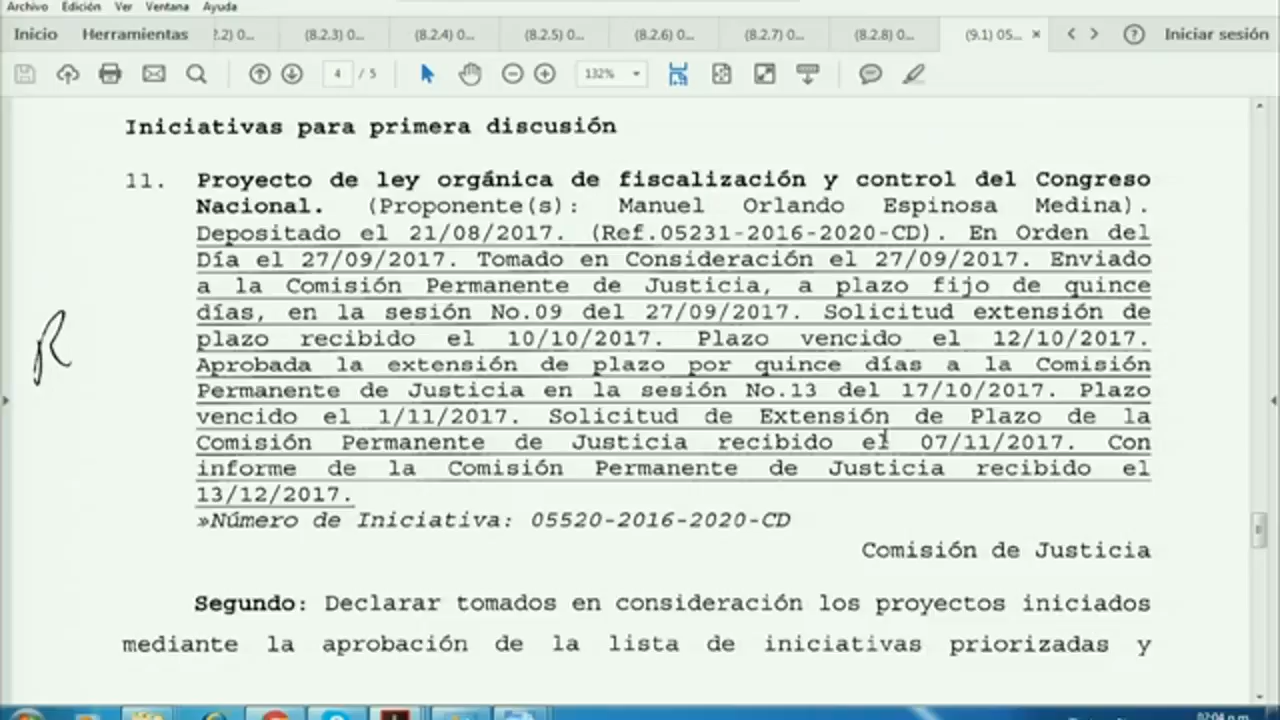 Archivo Edición Ver Ventana Ayuda
Inicio Herramientas 2.2) 0... (8.2.3) 0... (8.2.4) 0... (8.2.5) 0... (8.2.6) 0... (8.2.7) 0... (8.2.8) 0... (9.1) 05... × Iniciar sesión
4 / 5 132%
Iniciativas para primera discusión
11. Proyecto de ley orgánica de fiscalización y control del Congreso
Nacional. (Proponente(s): Manuel Orlando Espinosa Medina).
Depositado el 21/08/2017. (Ref.05231-2016-2020-CD). En Orden del
Día el 27/09/2017. Tomado en Consideración el 27/09/2017. Enviado
a la Comisión Permanente de Justicia, a plazo fijo de quince
días, en la sesión No.09 del 27/09/2017. Solicitud extensión de
plazo recibido el 10/10/2017. Plazo vencido el 12/10/2017.
Aprobada la extensión de plazo por quince días a la Comisión
Permanente de Justicia en la sesión No.13 del 17/10/2017. Plazo
vencido el 1/11/2017. Solicitud de Extensión de Plazo de la
Comisión Permanente de Justicia recibido el 07/11/2017. Con
informe de la Comisión Permanente de Justicia recibido el
13/12/2017.
»Número de Iniciativa: 05520-2016-2020-CD
Comisión de Justicia
R
Segundo: Declarar tomados en consideración los proyectos iniciados
mediante la aprobación de la lista de iniciativas priorizadas y
02:04 p.m.